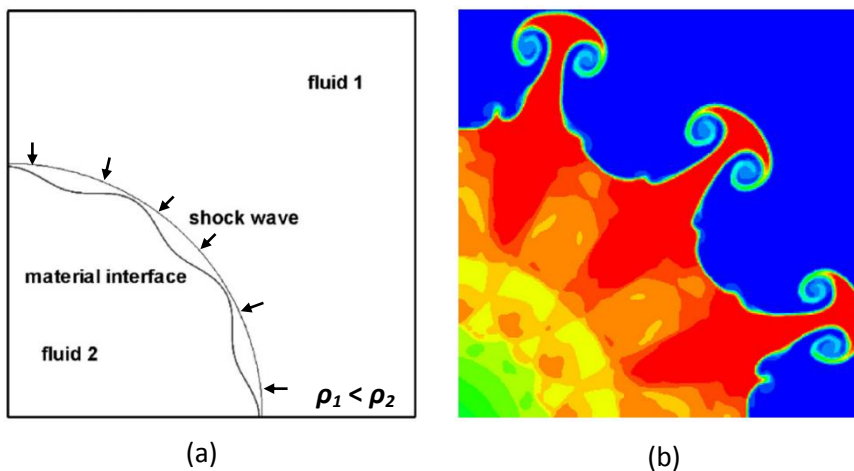 fluid 1
shock wave
material interface
fluid 2
ρ₁ < ρ₂
(a)
(b)